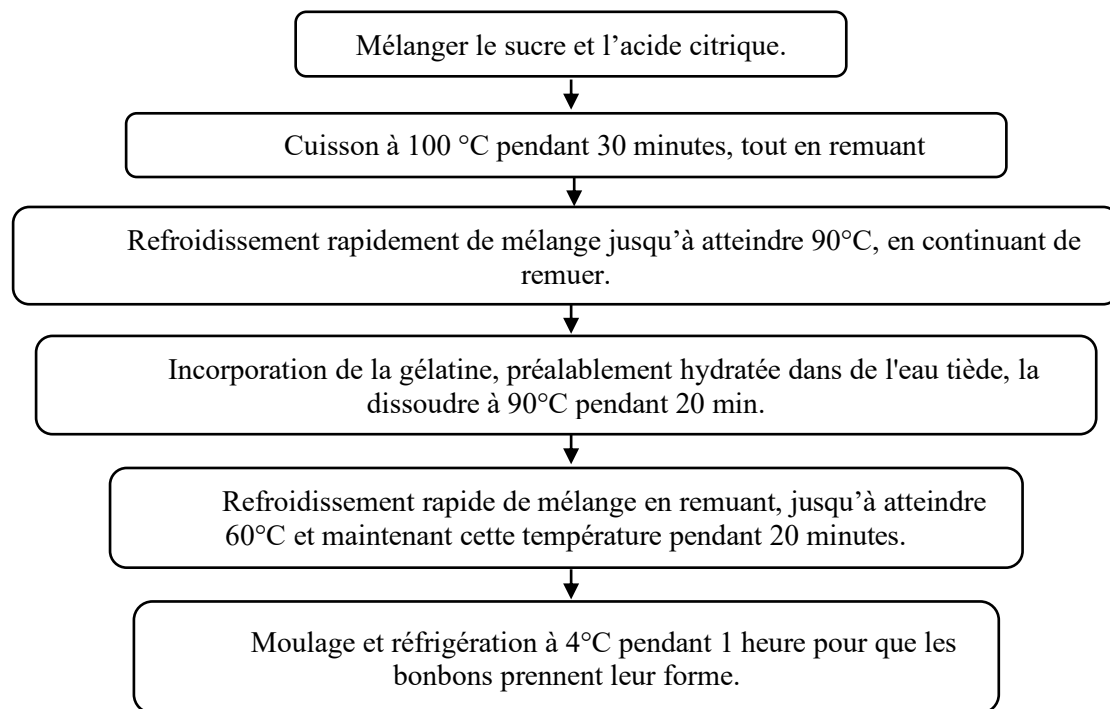 Mélanger le sucre et l’acide citrique.
Cuisson à 100 °C pendant 30 minutes, tout en remuant
Refroidissement rapidement de mélange jusqu’à atteindre 90°C, en continuant de
remuer.
Incorporation de la gélatine, préalablement hydratée dans de l'eau tiède, la
dissoudre à 90°C pendant 20 min.
Refroidissement rapide de mélange en remuant, jusqu’à atteindre
60°C et maintenant cette température pendant 20 minutes.
Moulage et réfrigération à 4°C pendant 1 heure pour que les
bonbons prennent leur forme.